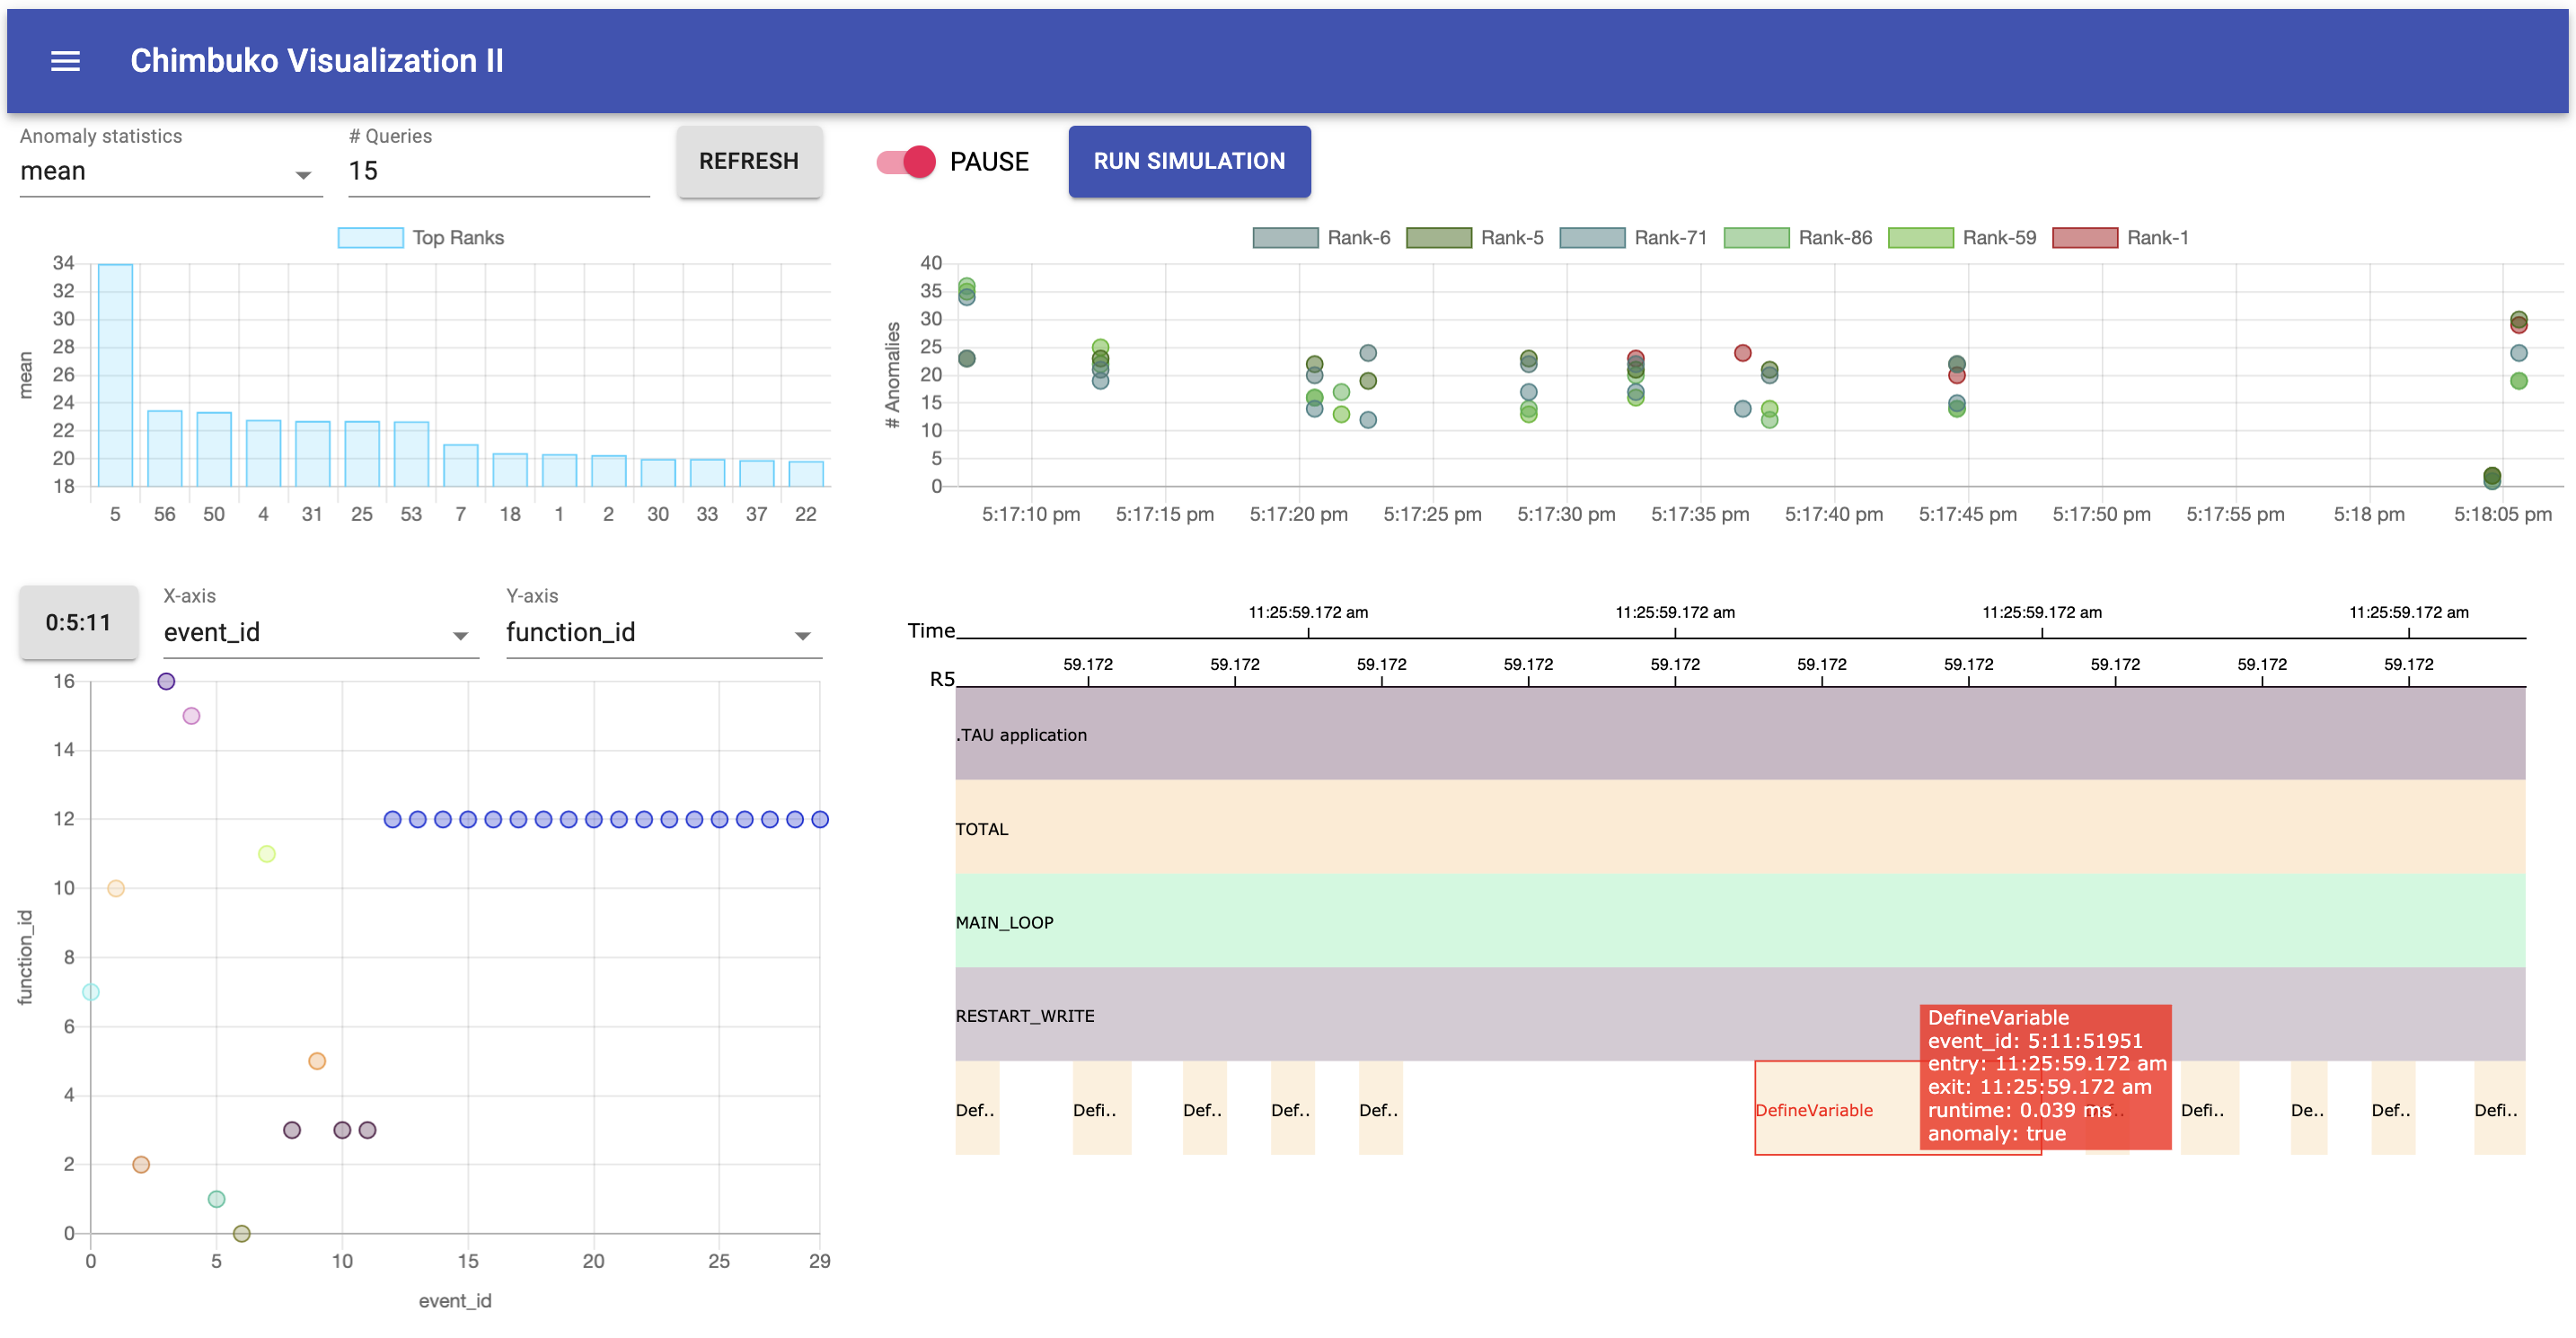 Chimbuko Visualization II
Anomaly statistics
# Queries
mean
15
REFRESH
PAUSE
RUN SIMULATION
Top Ranks
34
32
30
28
26
24
22
20
18
mean
5 56 50 4 31 25 53 7 18 1 2 30 33 37 22
Rank-6 Rank-5 Rank-71 Rank-86 Rank-59 Rank-1
40
35
30
25
20
15
10
5
0
# Anomalies
5:17:10 pm 5:17:15 pm 5:17:20 pm 5:17:25 pm 5:17:30 pm 5:17:35 pm 5:17:40 pm 5:17:45 pm 5:17:50 pm 5:17:55 pm 5:18 pm 5:18:05 pm
0:5:11
X-axis
event_id
Y-axis
function_id
16
14
12
10
8
6
4
2
0
function_id
0 5 10 15 20 25 29
event_id
11:25:59.172 am 11:25:59.172 am 11:25:59.172 am 11:25:59.172 am
Time
59.172 59.172 59.172 59.172 59.172 59.172 59.172 59.172 59.172 59.172
R5
.TAU application
TOTAL
MAIN_LOOP
RESTART_WRITE
Def.. Defi.. Def.. Def.. Def.. DefineVariable Defi.. De.. Def.. Defi..
DefineVariable
event_id: 5:11:51951
entry: 11:25:59.172 am
exit: 11:25:59.172 am
runtime: 0.039 ms
anomaly: true